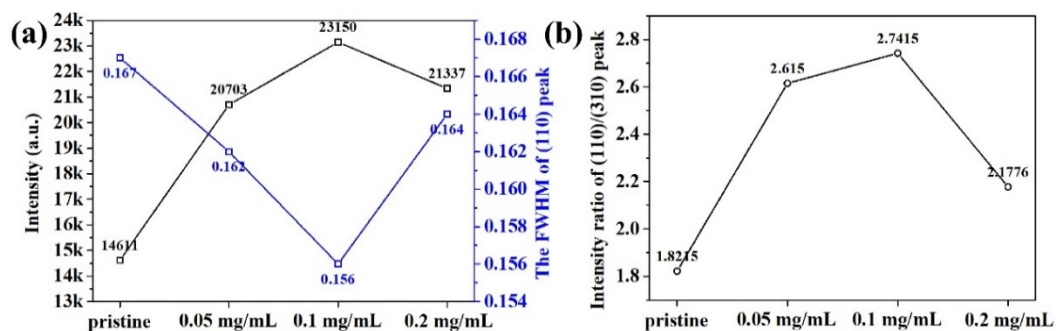 (a)
24k
23k
22k
21k
20k
19k
18k
17k
16k
15k
14k
13k
Intensity (a.u.)
14611
20703
23150
21337
0.167
0.162
0.156
0.164
0.168
0.166
0.164
0.162
0.160
0.158
0.156
0.154
The FWHM of (110) peak
pristine 0.05 mg/mL 0.1 mg/mL 0.2 mg/mL
(b)
2.8
2.6
2.4
2.2
2.0
1.8
Intensity ratio of (110)/(310) peak
1.8215
2.615
2.7415
2.1776
pristine 0.05 mg/mL 0.1 mg/mL 0.2 mg/mL